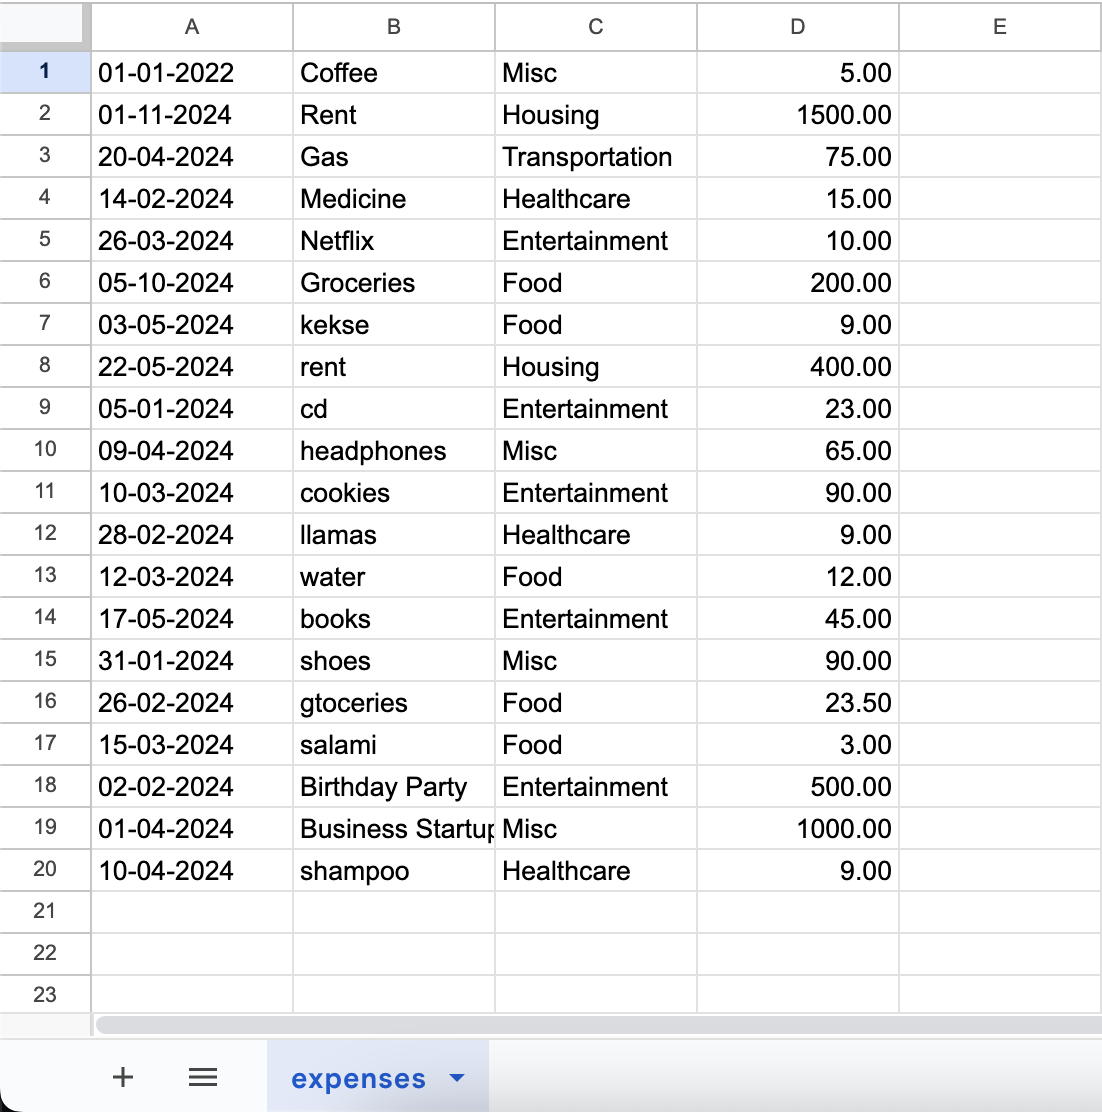 A B C D E
1 01-01-2022 Coffee Misc 5.00
2 01-11-2024 Rent Housing 1500.00
3 20-04-2024 Gas Transportation 75.00
4 14-02-2024 Medicine Healthcare 15.00
5 26-03-2024 Netflix Entertainment 10.00
6 05-10-2024 Groceries Food 200.00
7 03-05-2024 kekse Food 9.00
8 22-05-2024 rent Housing 400.00
9 05-01-2024 cd Entertainment 23.00
10 09-04-2024 headphones Misc 65.00
11 10-03-2024 cookies Entertainment 90.00
12 28-02-2024 llamas Healthcare 9.00
13 12-03-2024 water Food 12.00
14 17-05-2024 books Entertainment 45.00
15 31-01-2024 shoes Misc 90.00
16 26-02-2024 gtoceries Food 23.50
17 15-03-2024 salami Food 3.00
18 02-02-2024 Birthday Party Entertainment 500.00
19 01-04-2024 Business Startup Misc 1000.00
20 10-04-2024 shampoo Healthcare 9.00
21
22
23
expenses